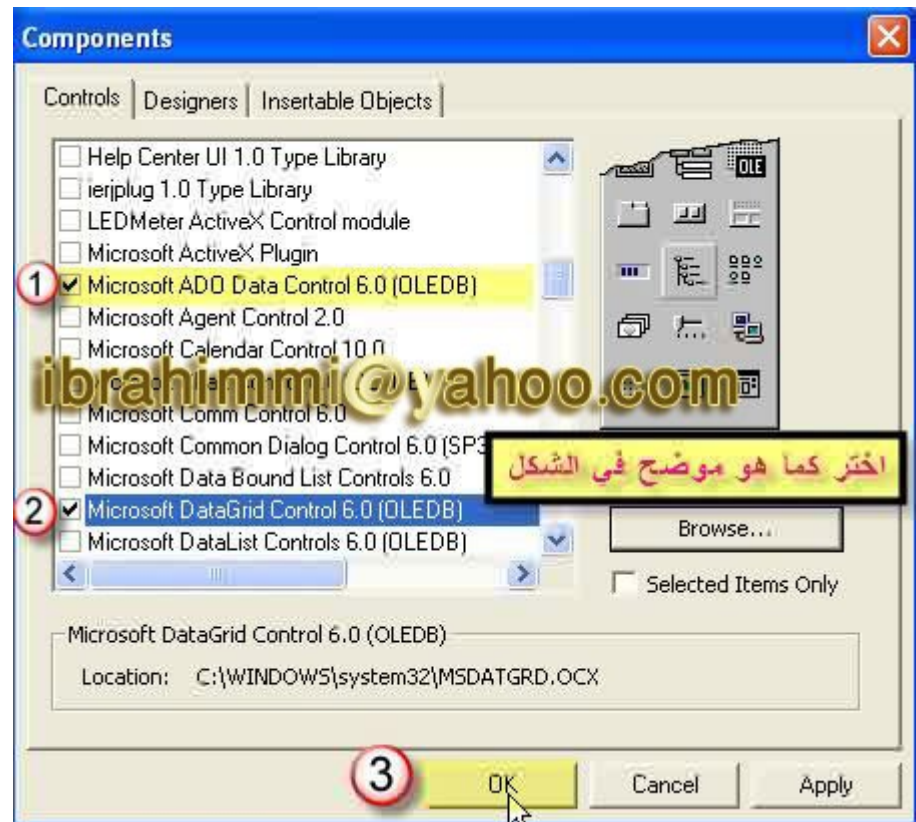 Components
Controls
Designers
Insertable Objects
Help Center UI 1.0 Type Library
ierjplug 1.0 Type Library
LEDMeter ActiveX Control module
Microsoft ActiveX Plugin
1
Microsoft ADO Data Control 6.0 (OLEDB)
Microsoft Agent Control 2.0
Microsoft Calendar Control 10.0
ibrahimmi@yahoo.com
Microsoft Comm Control 6.0
Microsoft Common Dialog Control 6.0 (SP3
Microsoft Data Bound List Controls 6.0
2
Microsoft DataGrid Control 6.0 (OLEDB)
Microsoft DataList Controls 6.0 (OLEDB)
OLE
اختر كما هو موضح في الشكل
Browse...
Selected Items Only
Microsoft DataGrid Control 6.0 (OLEDB)
Location: C:\WINDOWS\system32\MSDATGRD.OCX
3
OK
Cancel
Apply